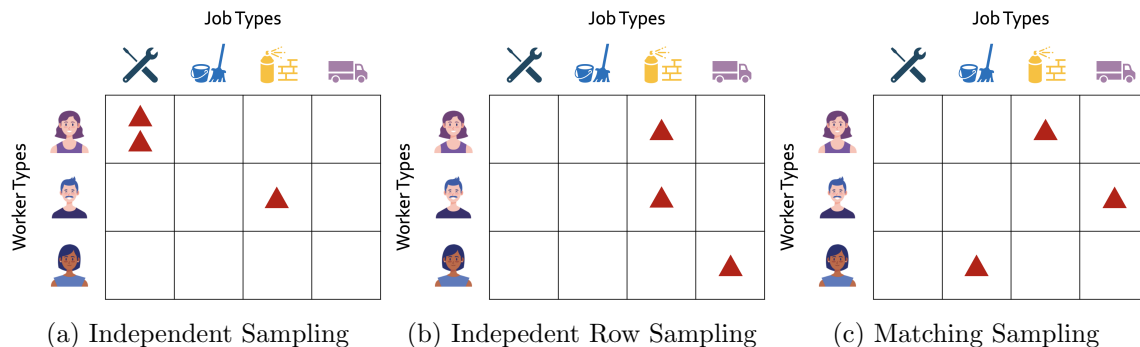 Job Types
Job Types
Job Types
Worker Types
Worker Types
Worker Types
(a) Independent Sampling
(b) Indepedent Row Sampling
(c) Matching Sampling